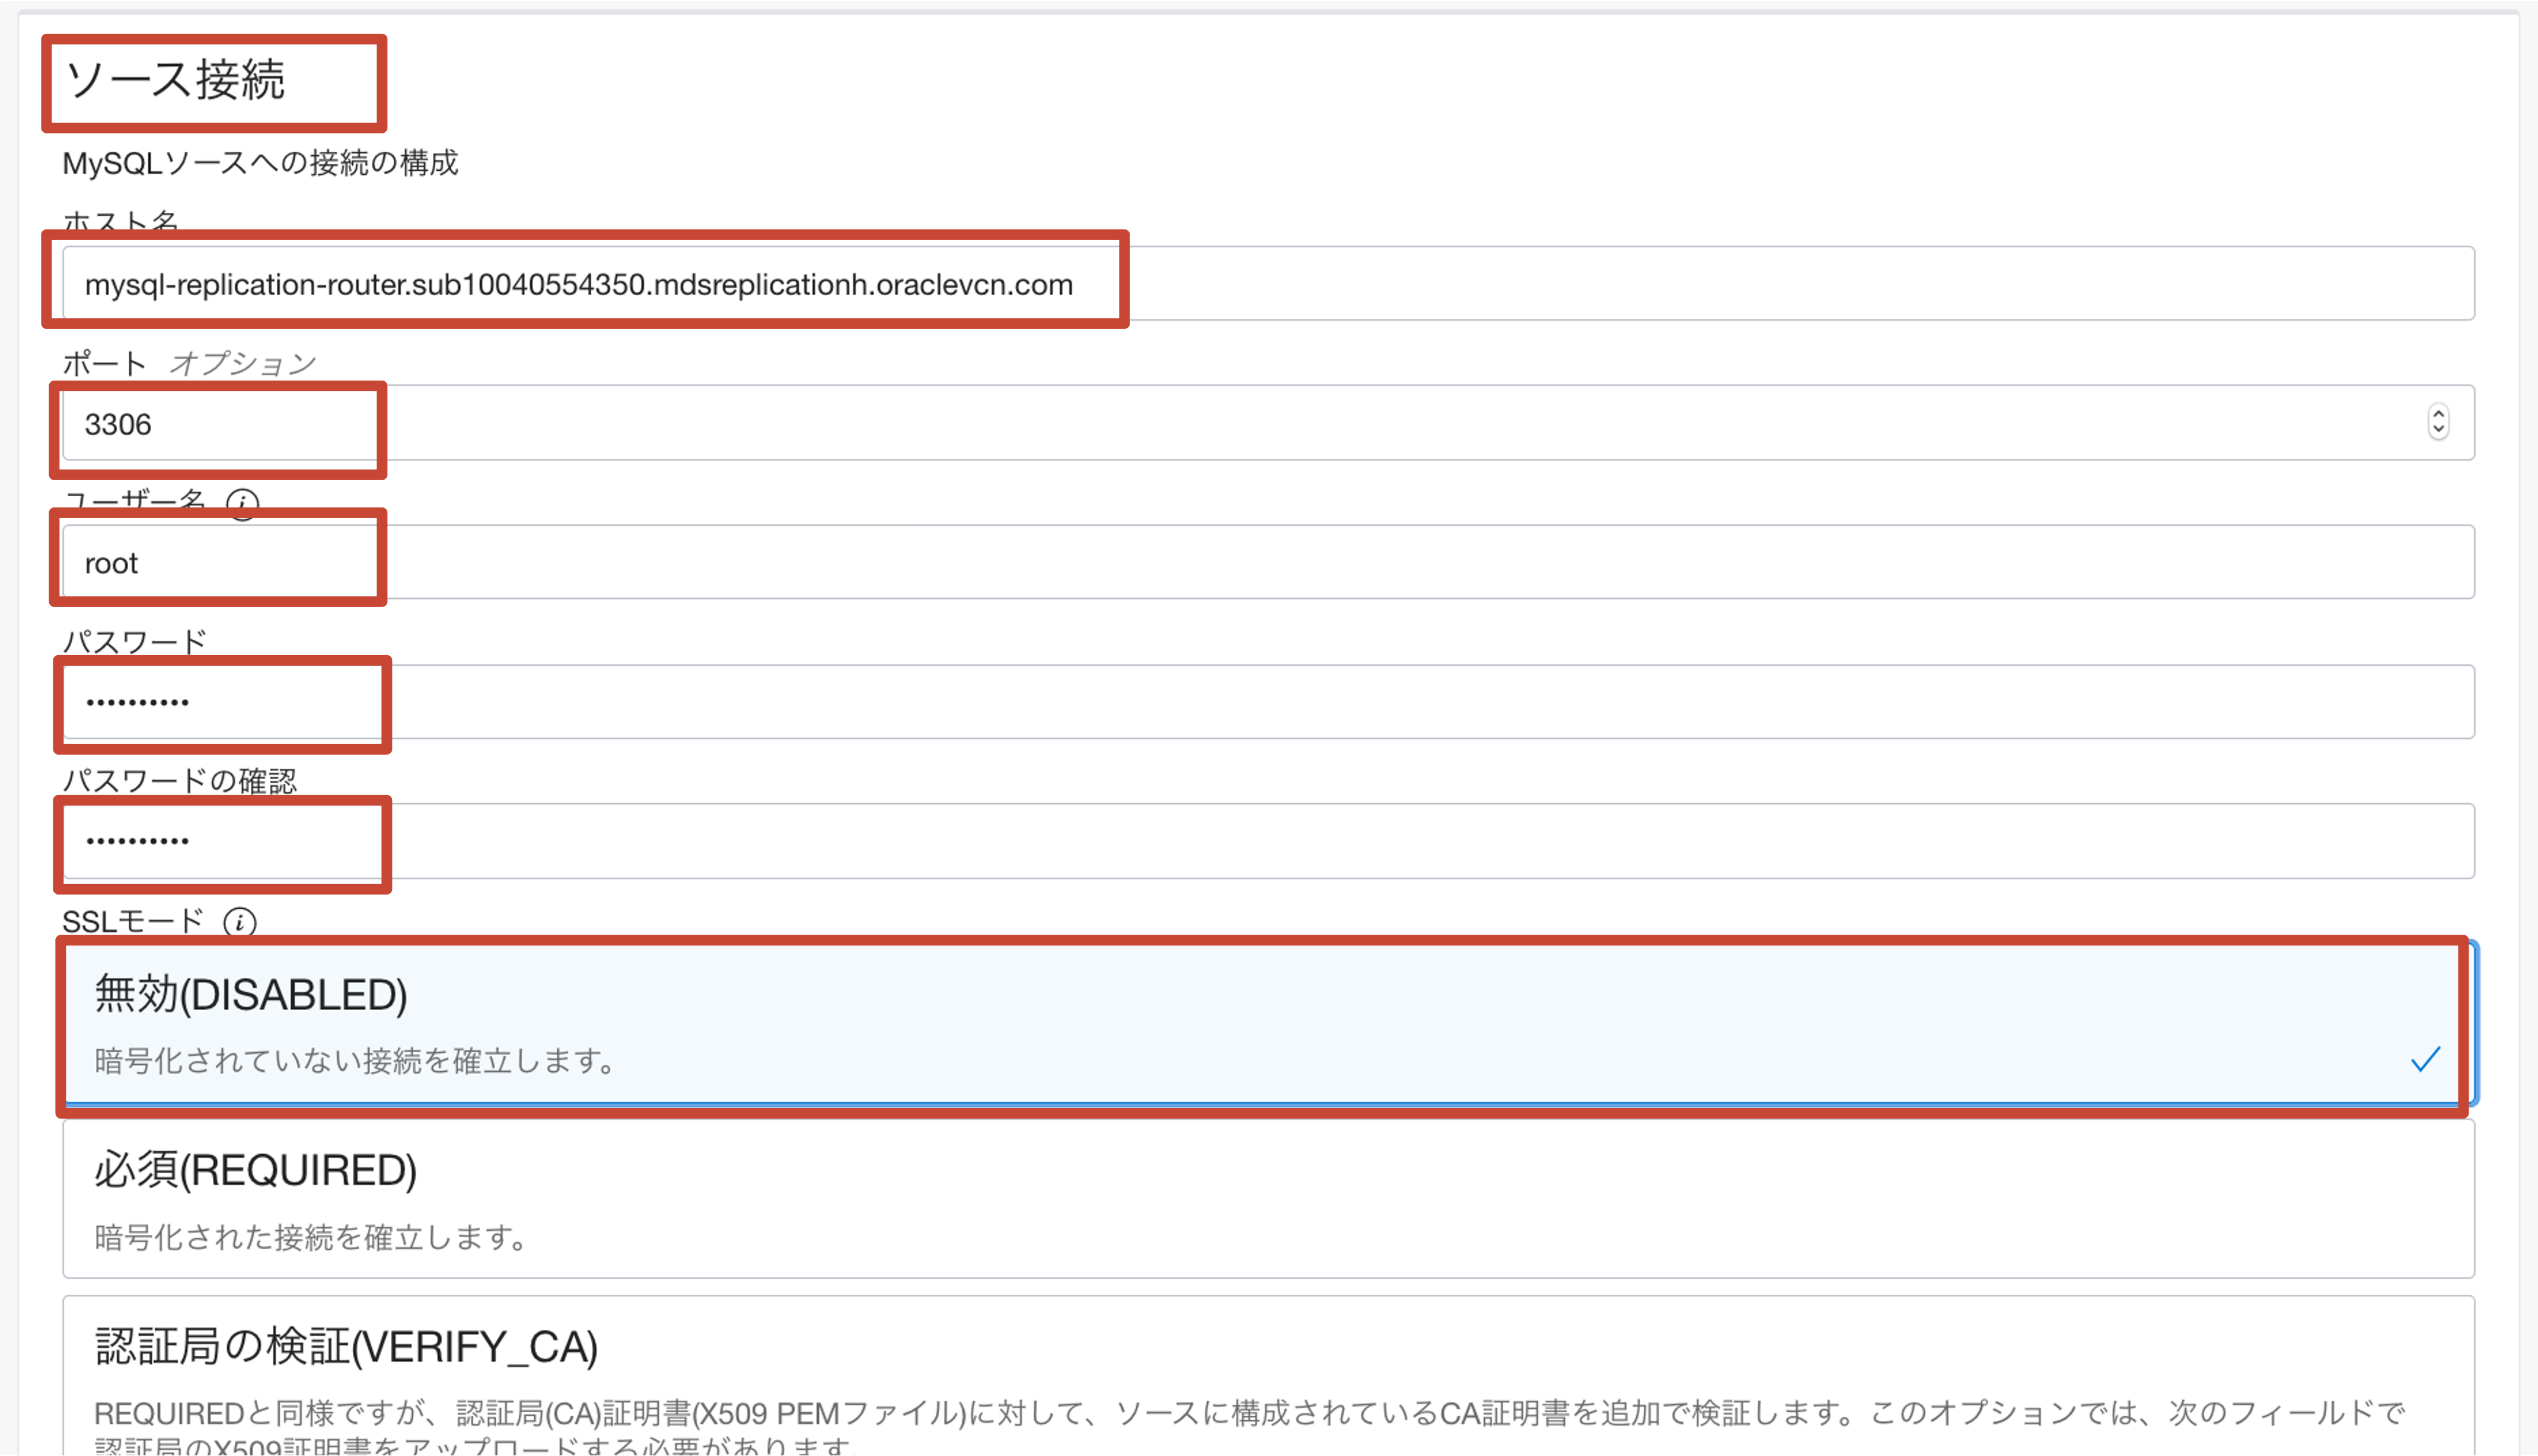 ソース接続
MySQLソースへの接続の構成
ホスト名
mysql-replication-router.sub10040554350.mdsreplicationh.oraclevcn.com
ポート オプション
3306
ユーザー名 i
root
パスワード
••••••••••
パスワードの確認
••••••••••
SSLモード i
無効(DISABLED)
暗号化されていない接続を確立します。
必須(REQUIRED)
暗号化された接続を確立します。
認証局の検証(VERIFY_CA)
REQUIREDと同様ですが、認証局(CA)証明書(X509 PEMファイル)に対して、ソースに構成されているCA証明書を追加で検証します。このオプションでは、次のフィールドで
認証局のX509証明書をアップロードする必要があります。